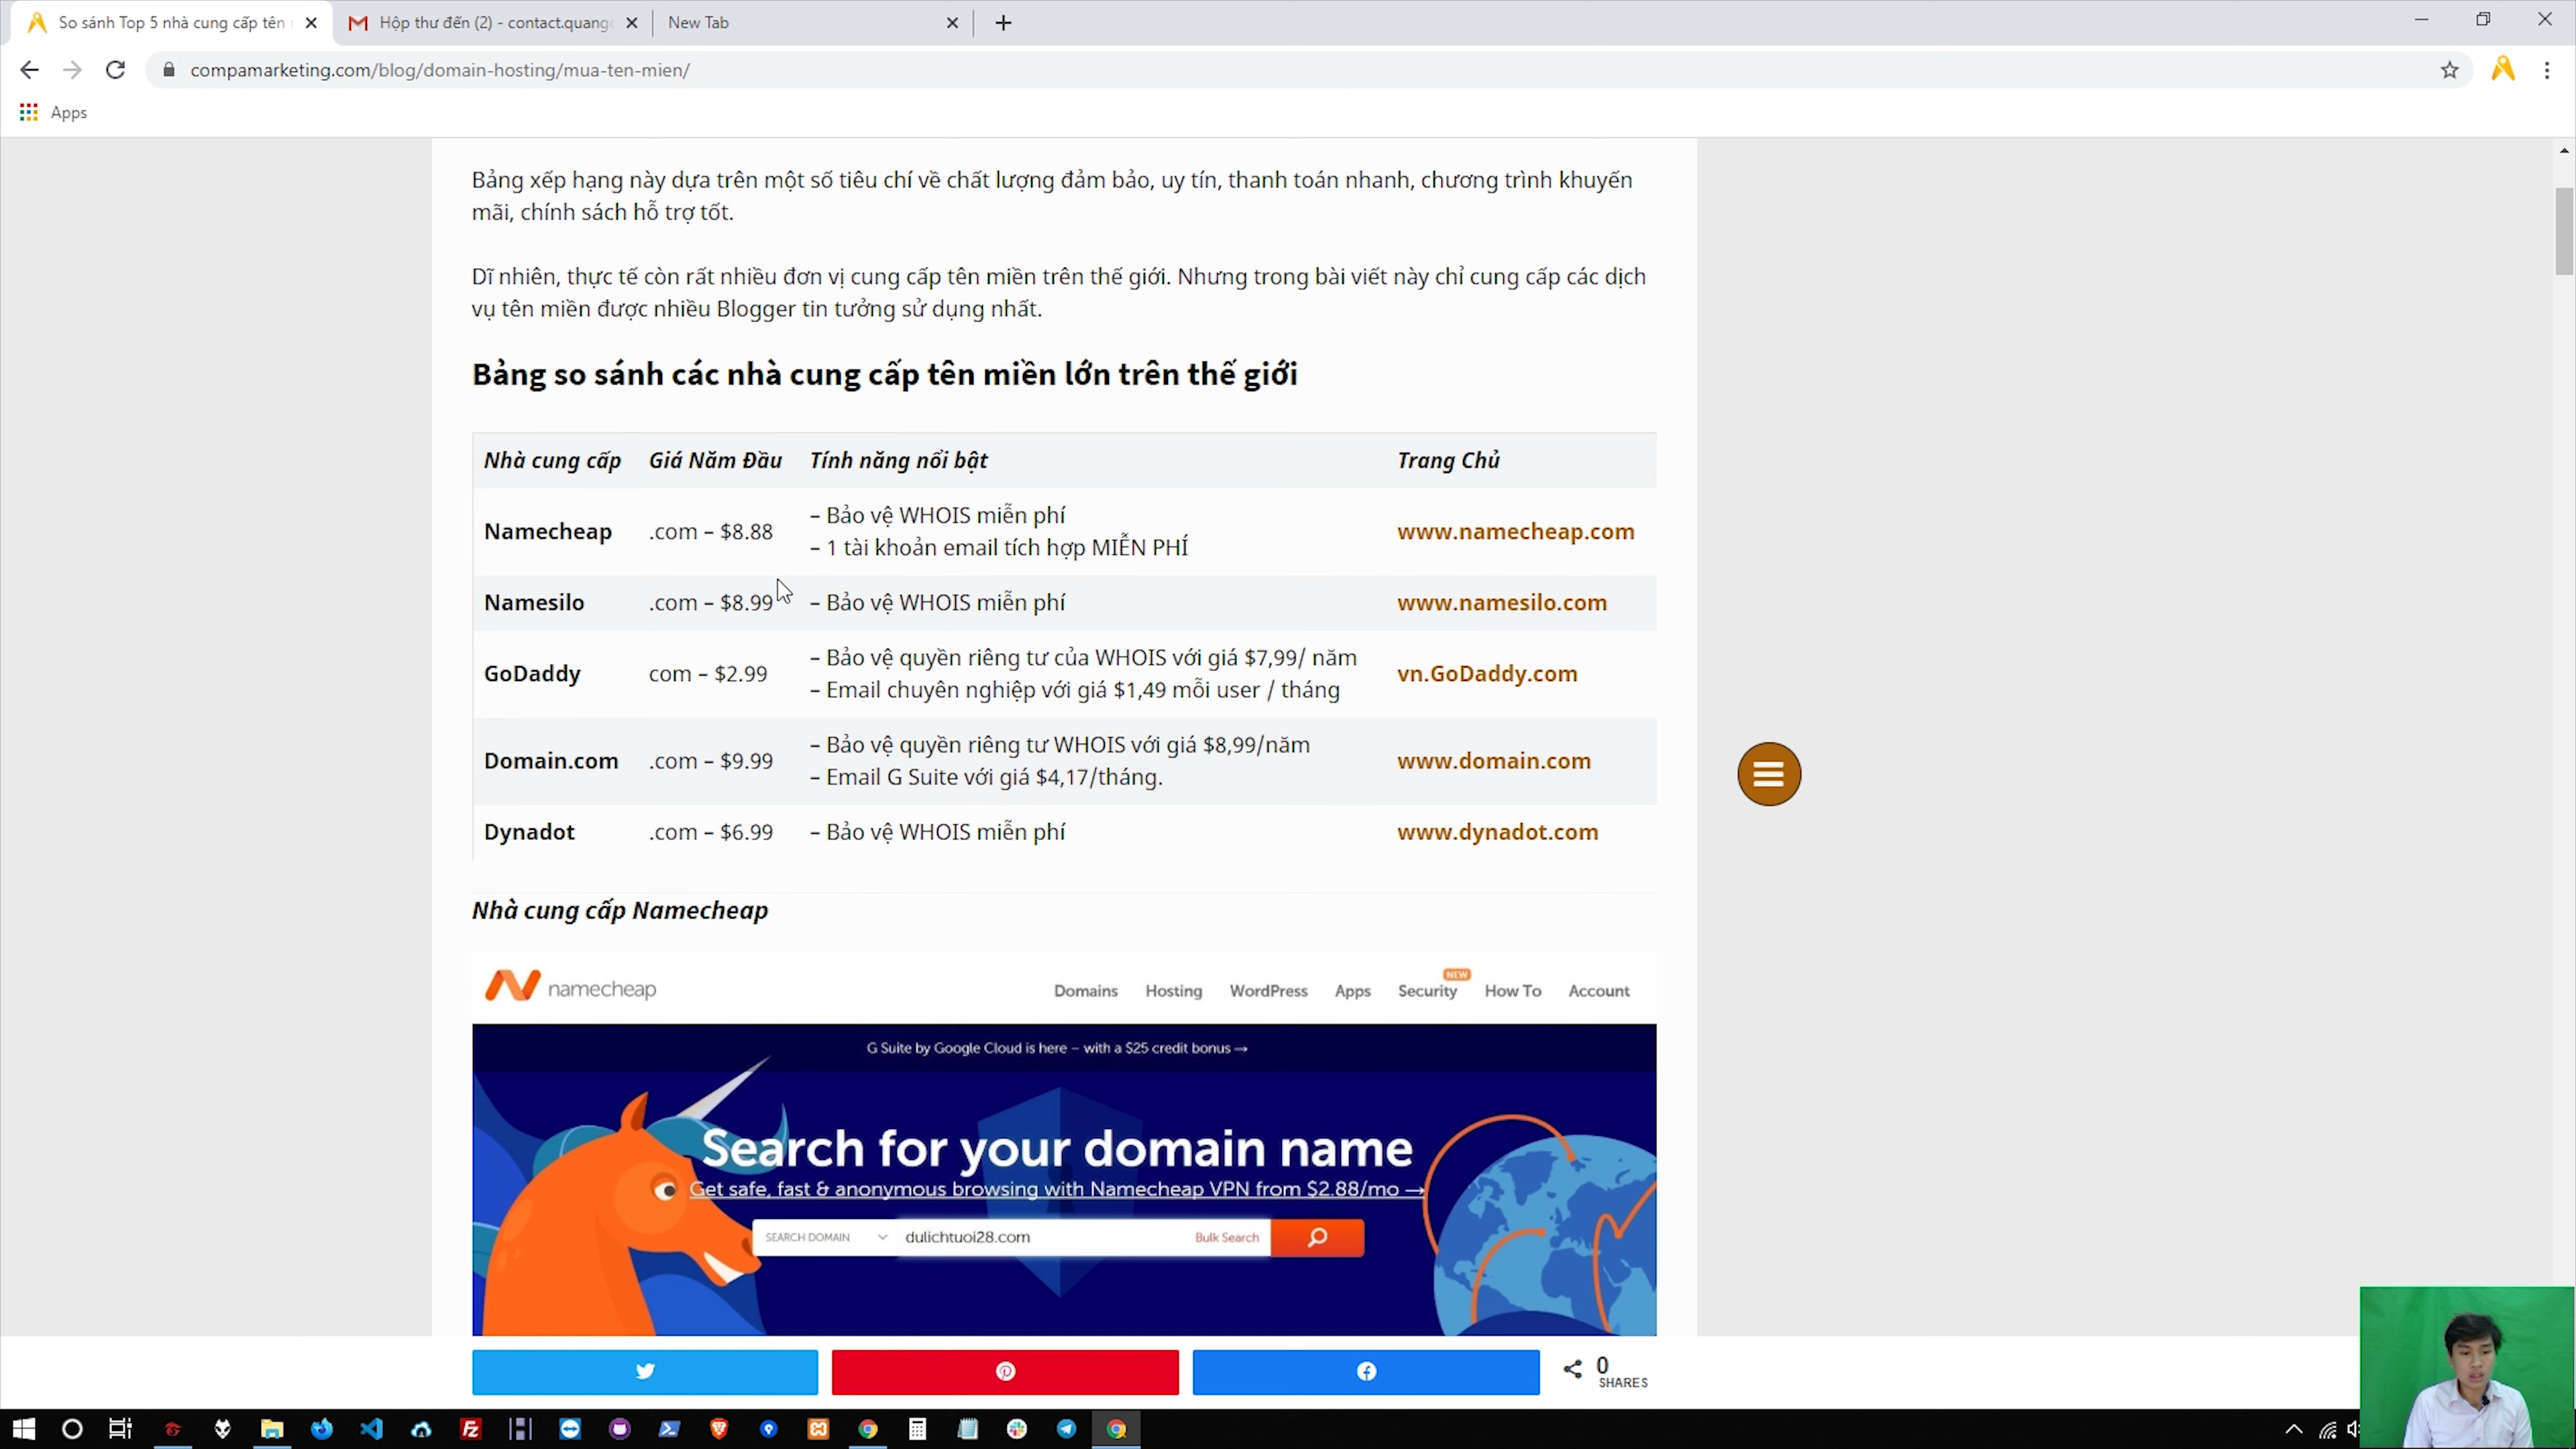 So sánh Top 5 nhà cung cấp tên
Hộp thư đến (2) - contact.quang
New Tab
compamarketing.com/blog/domain-hosting/mua-ten-mien/
Apps
Bảng xếp hạng này dựa trên một số tiêu chí về chất lượng đảm bảo, uy tín, thanh toán nhanh, chương trình khuyến
mãi, chính sách hỗ trợ tốt.
Dĩ nhiên, thực tế còn rất nhiều đơn vị cung cấp tên miền trên thế giới. Nhưng trong bài viết này chỉ cung cấp các dịch
vụ tên miền được nhiều Blogger tin tưởng sử dụng nhất.
Bảng so sánh các nhà cung cấp tên miền lớn trên thế giới
Nhà cung cấp Giá Năm Đầu Tính năng nổi bật Trang Chủ
Namecheap .com – $8.88 – Bảo vệ WHOIS miễn phí
– 1 tài khoản email tích hợp MIỄN PHÍ www.namecheap.com
Namesilo .com – $8.99 – Bảo vệ WHOIS miễn phí www.namesilo.com
GoDaddy com – $2.99 – Bảo vệ quyền riêng tư của WHOIS với giá $7,99/ năm
– Email chuyên nghiệp với giá $1,49 mỗi user / tháng vn.GoDaddy.com
Domain.com .com – $9.99 – Bảo vệ quyền riêng tư WHOIS với giá $8,99/năm
– Email G Suite với giá $4,17/tháng. www.domain.com
Dynadot .com – $6.99 – Bảo vệ WHOIS miễn phí www.dynadot.com
Nhà cung cấp Namecheap
namecheap
NEW
Domains Hosting WordPress Apps Security How To Account
G Suite by Google Cloud is here – with a $25 credit bonus →
Search for your domain name
Get safe, fast & anonymous browsing with Namecheap VPN from $2.88/mo →
SEARCH DOMAIN dulichtuoi28.com Bulk Search
0
SHARES